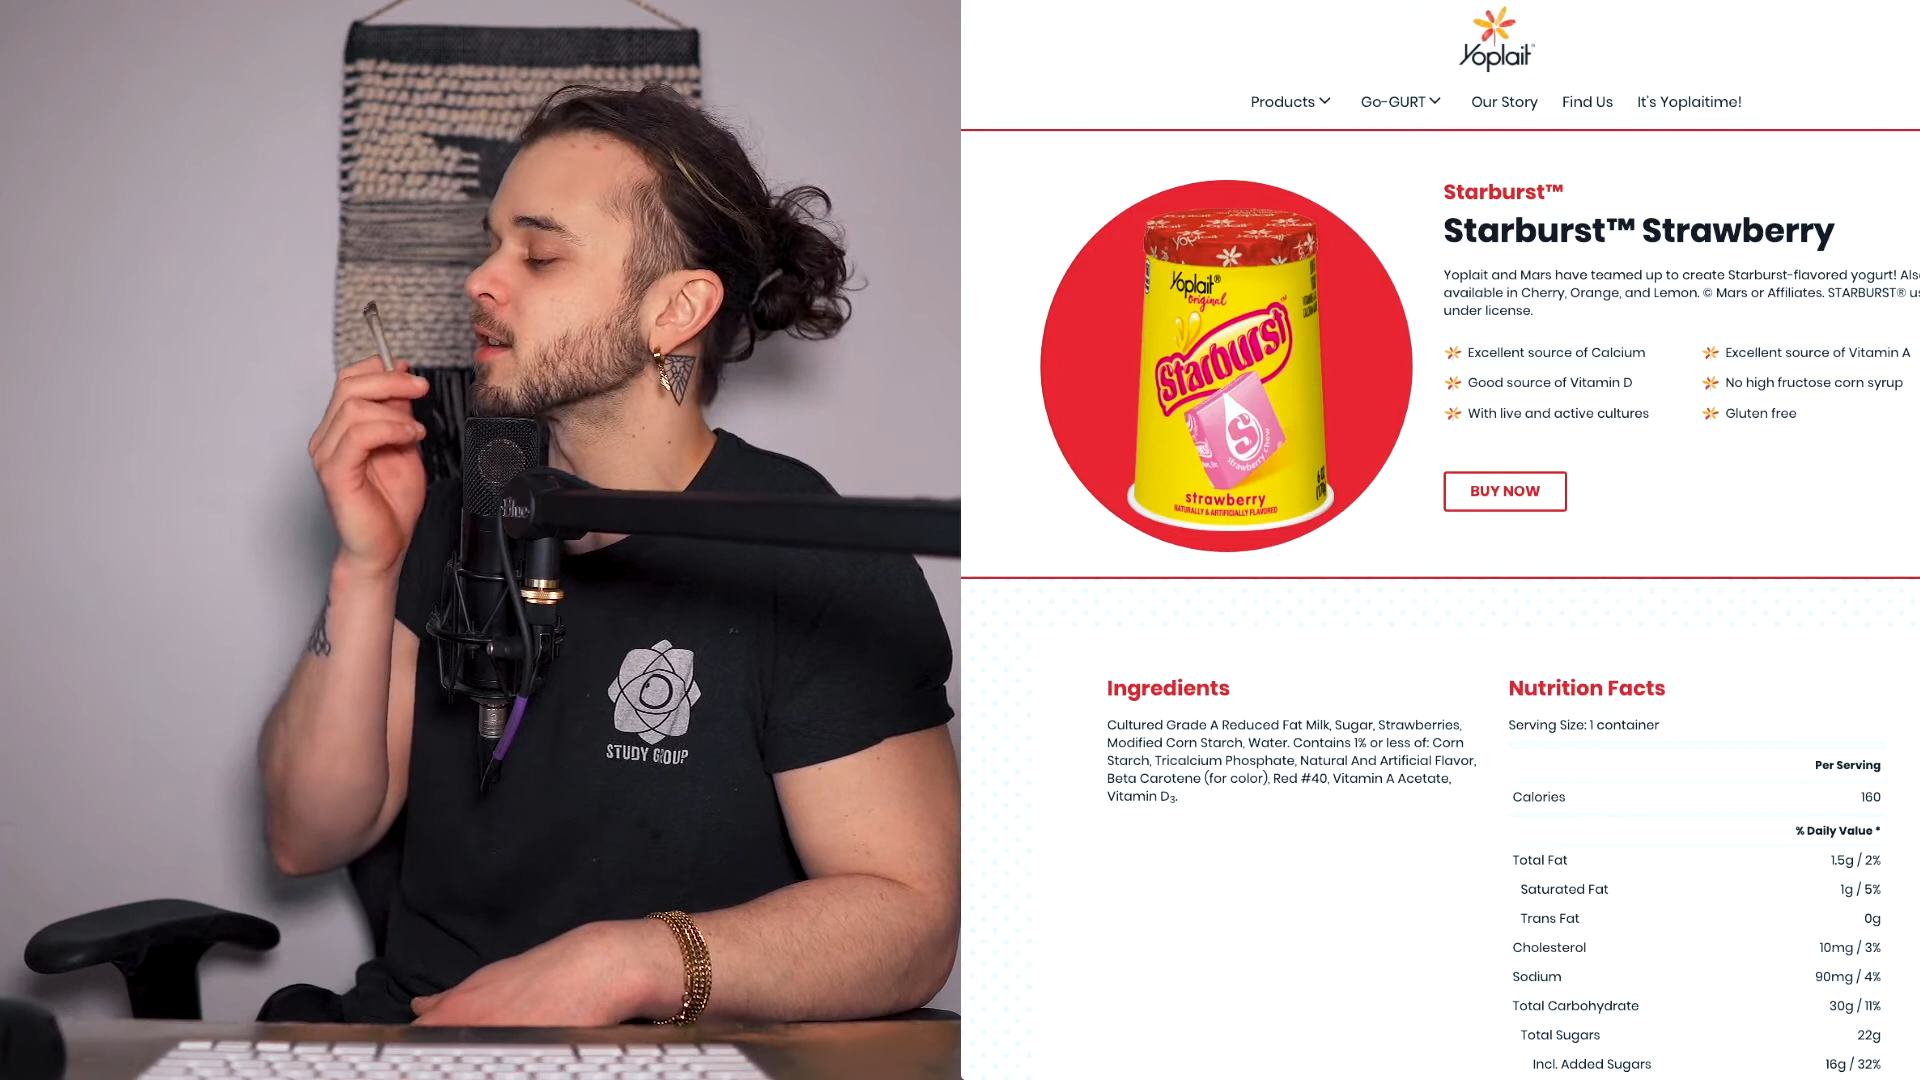 Blue
STUDY GROUP
Yoplait
Products
Go-GURT
Our Story
Find Us
It's Yoplaitime!
Starburst™
Starburst™ Strawberry
Yoplait and Mars have teamed up to create Starburst-flavored yogurt!
available in Cherry, Orange, and Lemon. © Mars or Affiliates. STARBURST®
under license.
Excellent source of Calcium
Excellent source of Vitamin A
Good source of Vitamin D
No high fructose corn syrup
With live and active cultures
Gluten free
BUY NOW
Yoplait
Yoplait®
Original
Starburst™
S
strawberry chew
strawberry
NATURALLY & ARTIFICIALLY FLAVORED
6 OZ
Ingredients
Cultured Grade A Reduced Fat Milk, Sugar, Strawberries,
Modified Corn Starch, Water. Contains 1% or less of: Corn
Starch, Tricalcium Phosphate, Natural And Artificial Flavor,
Beta Carotene (for color), Red #40, Vitamin A Acetate,
Vitamin D₃.
Nutrition Facts
Serving Size: 1 container
Per Serving
Calories 160
% Daily Value *
Total Fat 1.5g / 2%
Saturated Fat 1g / 5%
Trans Fat 0g
Cholesterol 10mg / 3%
Sodium 90mg / 4%
Total Carbohydrate 30g / 11%
Total Sugars 22g
Incl. Added Sugars 16g / 32%